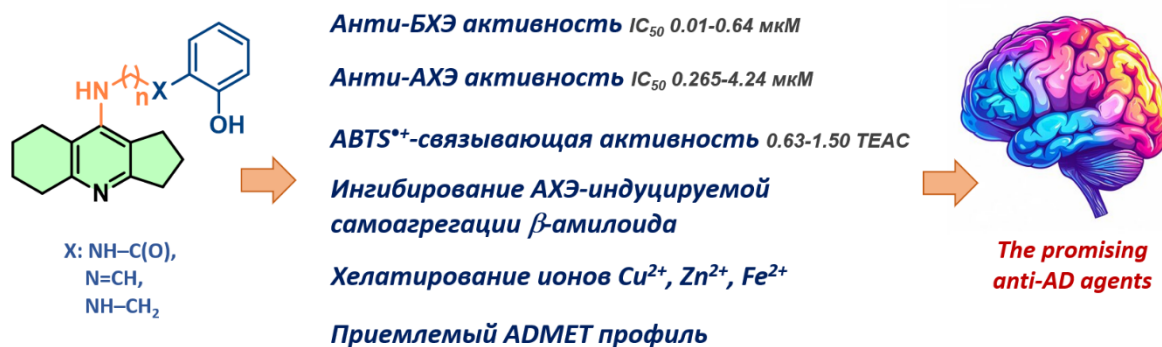 HN
( )n
X
OH
N
X: NH–C(O),
N=CH,
NH–CH₂
Анти-БХЭ активность IC₅₀ 0.01-0.64 мкМ
Анти-АХЭ активность IC₅₀ 0.265-4.24 мкМ
ABTS•⁺-связывающая активность 0.63-1.50 TEAC
Ингибирование АХЭ-индуцируемой
самоагрегации β-амилоида
Хелатирование ионов Cu²⁺, Zn²⁺, Fe²⁺
Приемлемый ADMET профиль
The promising
anti-AD agents